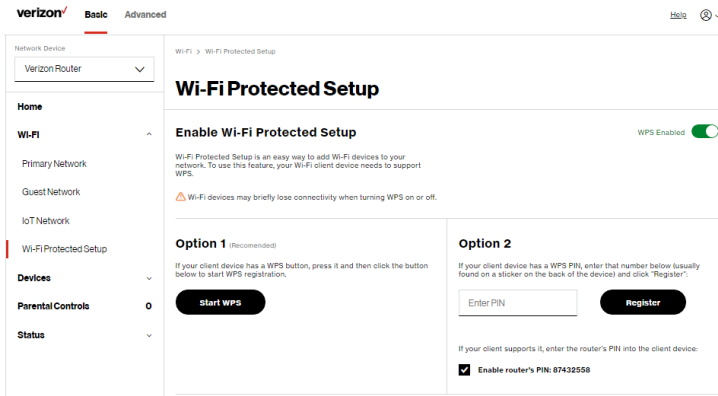 verizon✓ Basic Advanced Help
Network Device
Verizon Router
Home
Wi-Fi
Primary Network
Guest Network
IoT Network
Wi-Fi Protected Setup
Devices
Parental Controls 0
Status
Wi-Fi > Wi-Fi Protected Setup
Wi-Fi Protected Setup
Enable Wi-Fi Protected Setup
WPS Enabled
Wi-Fi Protected Setup is an easy way to add Wi-Fi devices to your
network. To use this feature, your Wi-Fi client device needs to support
WPS.
Wi-Fi devices may briefly lose connectivity when turning WPS on or off.
Option 1 (Recomended)
If your client device has a WPS button, press it and then click the button
below to start WPS registration.
Start WPS
Option 2
If your client device has a WPS PIN, enter that number below (usually
found on a sticker on the back of the device) and click "Register":
Enter PIN
Register
If your client supports it, enter the router's PIN into the client device:
Enable router's PIN: 87432558